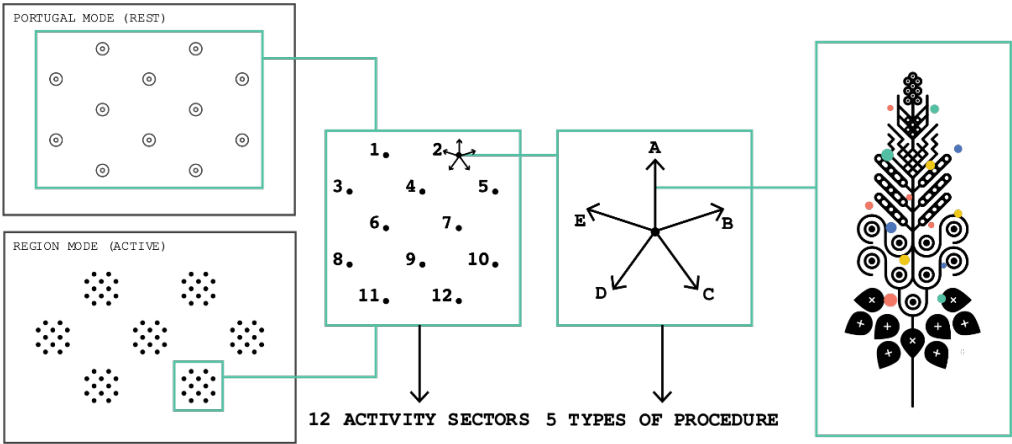 PORTUGAL MODE (REST)
REGION MODE (ACTIVE)
1. 2
3. 4. 5.
6. 7.
8. 9. 10.
11. 12.
A
E B
D C
12 ACTIVITY SECTORS 5 TYPES OF PROCEDURE